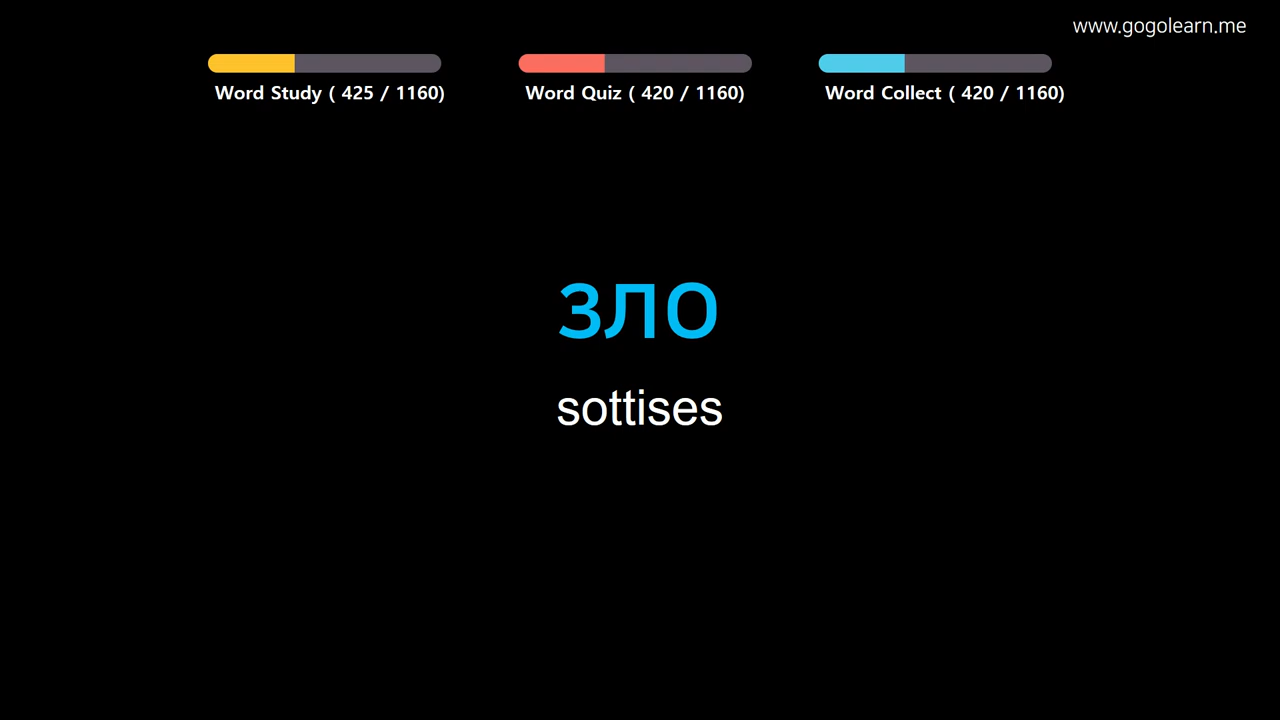 www.gogolearn.me
Word Study ( 425 / 1160)
Word Quiz ( 420 / 1160)
Word Collect ( 420 / 1160)
зло
sottises